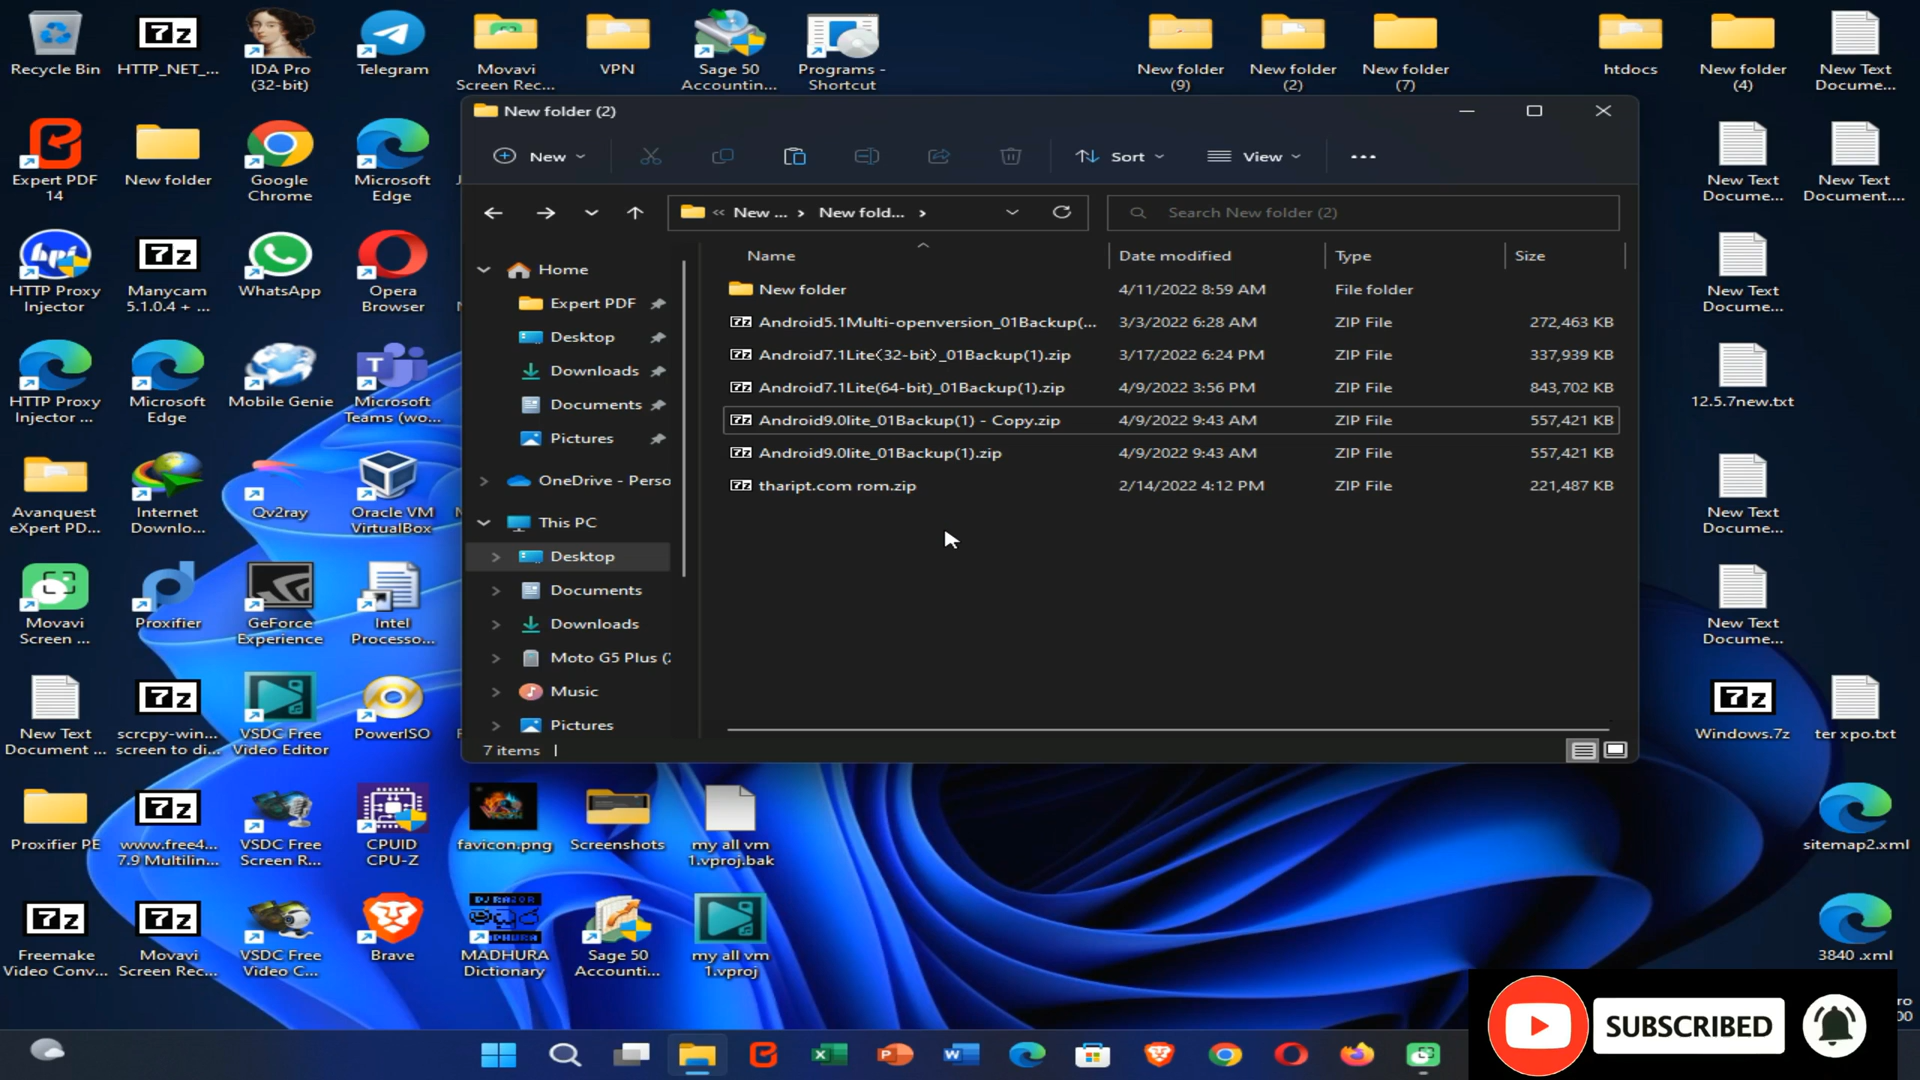 Recycle Bin
HTTP_NET_...
IDA Pro
(32-bit)
Telegram
Movavi
Screen Rec...
VPN
Sage 50
Accountin...
Programs -
Shortcut
New folder
(9)
New folder
(2)
New folder
(7)
htdocs
New folder
(4)
New Text
Docume...
Expert PDF
14
New folder
Google
Chrome
Microsoft
Edge
New Text
Docume...
New Text
Document....
HTTP Proxy
Injector
Manycam
5.1.0.4 + ...
WhatsApp
Opera
Browser
New Text
Docume...
HTTP Proxy
Injector ...
Microsoft
Edge
Mobile Genie
Microsoft
Teams (wo...
12.5.7new.txt
Avanquest
eXpert PD...
Internet
Downlo...
Qv2ray
Oracle VM
VirtualBox
New Text
Docume...
Movavi
Screen ...
Proxifier
GeForce
Experience
Intel
Processo...
New Text
Docume...
New Text
Document ...
scrcpy-win...
screen to di...
VSDC Free
Video Editor
PowerISO
Windows.7z
ter xpo.txt
Proxifier PE
www.free4...
7.9 Multilin...
VSDC Free
Screen R...
CPUID
CPU-Z
favicon.png
Screenshots
my all vm
1.vproj.bak
sitemap2.xml
Freemake
Video Conv...
Movavi
Screen Rec...
VSDC Free
Video C...
Brave
DJ RAZOR
MADHURA
Dictionary
Sage 50
Accounti...
my all vm
1.vproj
3840 .xml
New folder (2)
New
Sort
View
New ...
New fold...
Search New folder (2)
Home
Expert PDF
Desktop
Downloads
Documents
Pictures
OneDrive - Perso
This PC
Desktop
Documents
Downloads
Moto G5 Plus (
Music
Pictures
Name Date modified Type Size
New folder 4/11/2022 8:59 AM File folder
Android5.1Multi-openversion_01Backup(... 3/3/2022 6:28 AM ZIP File 272,463 KB
Android7.1Lite〈32-bit〉_01Backup(1).zip 3/17/2022 6:24 PM ZIP File 337,939 KB
Android7.1Lite(64-bit)_01Backup(1).zip 4/9/2022 3:56 PM ZIP File 843,702 KB
Android9.0lite_01Backup(1) - Copy.zip 4/9/2022 9:43 AM ZIP File 557,421 KB
Android9.0lite_01Backup(1).zip 4/9/2022 9:43 AM ZIP File 557,421 KB
thaript.com rom.zip 2/14/2022 4:12 PM ZIP File 221,487 KB
7 items
SUBSCRIBED